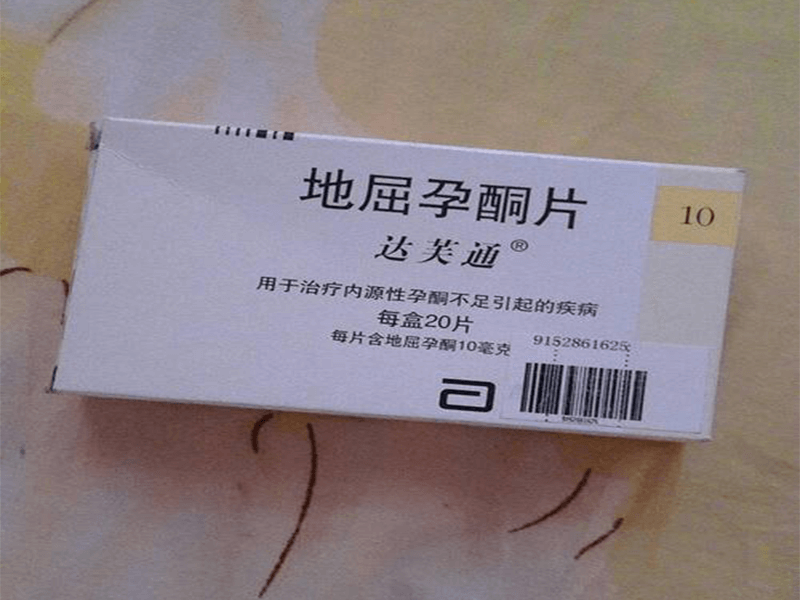 地屈孕酮片
10
达芙通®
用于治疗内源性孕酮不足引起的疾病
每盒20片
每片含地屈孕酮10毫克
9152861625